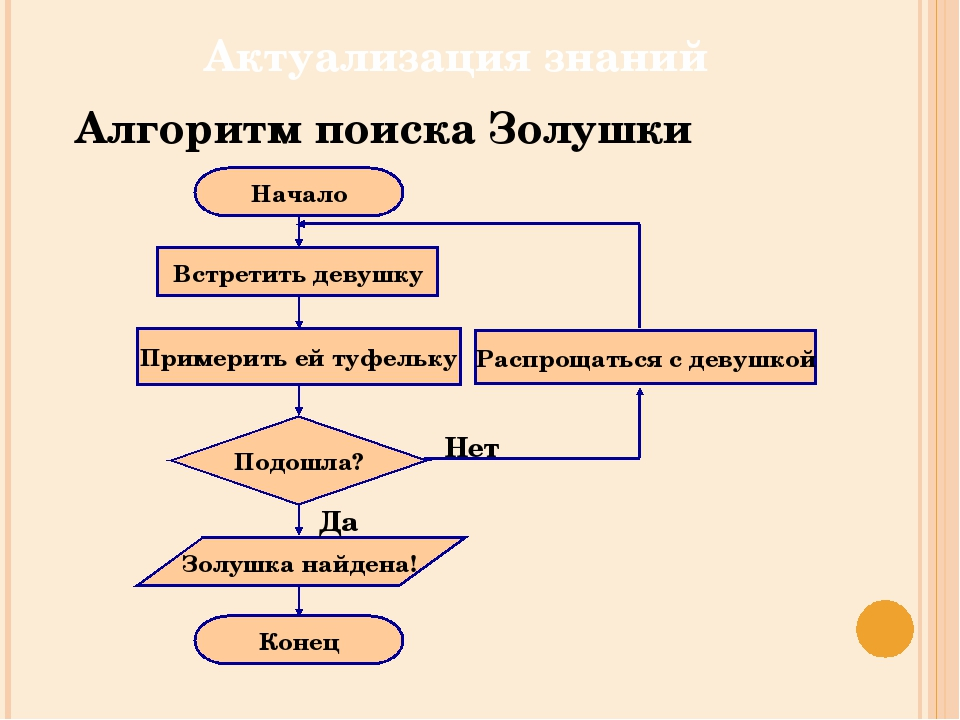 Актуализация знаний
Алгоритм поиска Золушки
Начало
Встретить девушку
Примерить ей туфельку
Распрощаться с девушкой
Подошла?
Нет
Да
Золушка найдена!
Конец